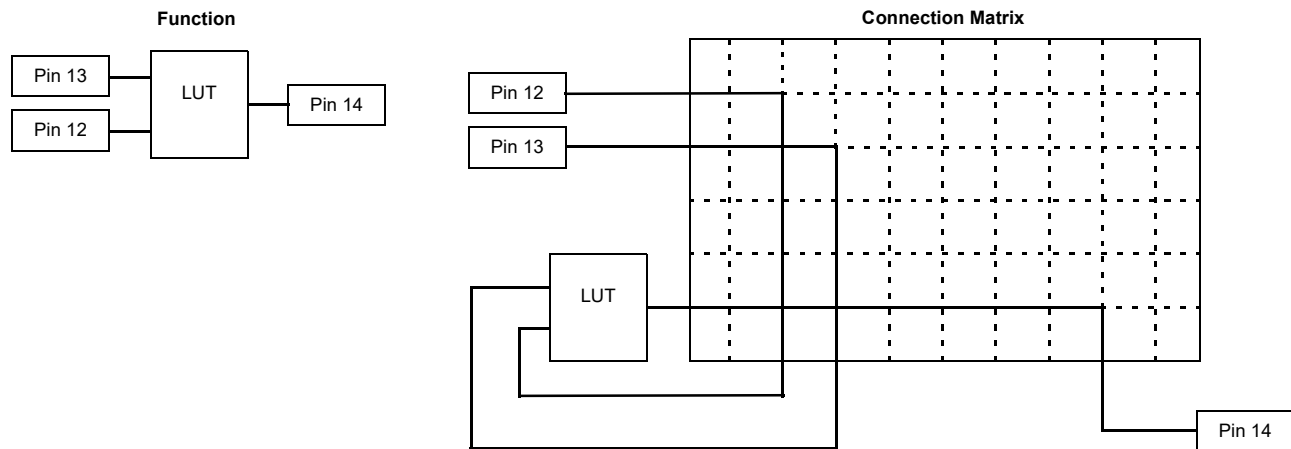 Function
Pin 13
Pin 12
LUT
Pin 14
Connection Matrix
Pin 12
Pin 13
LUT
Pin 14